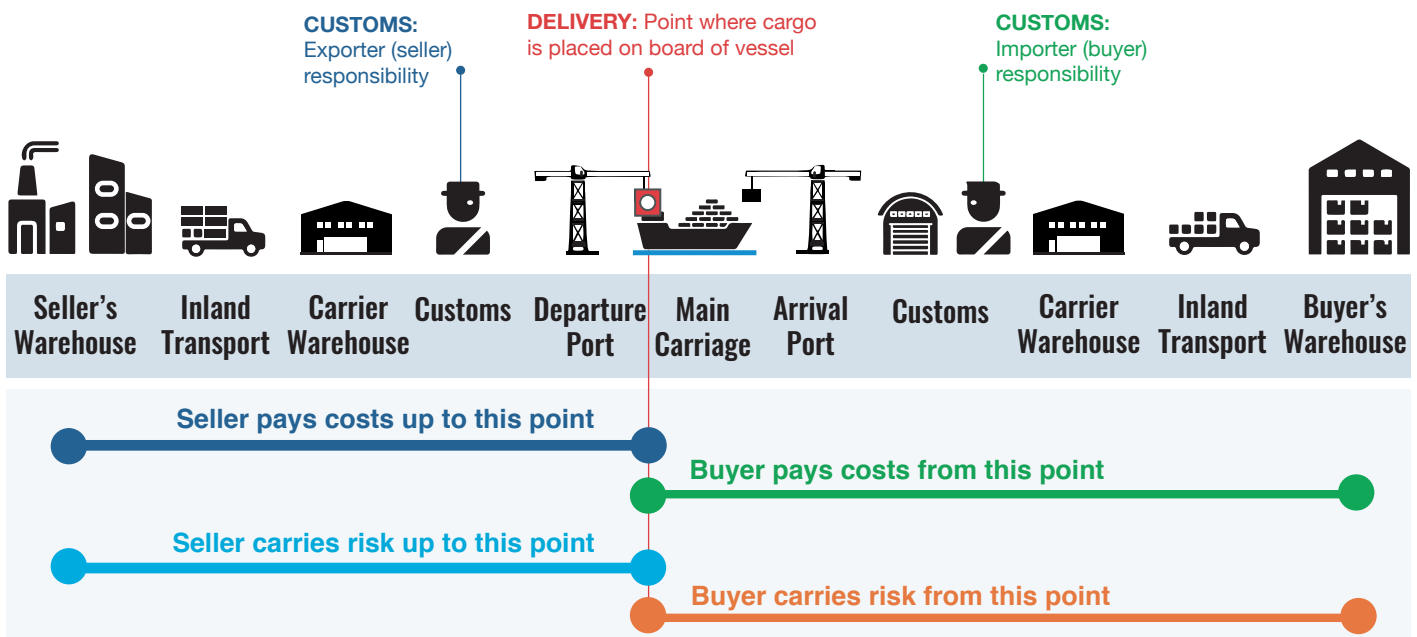 CUSTOMS:
Exporter (seller)
responsibility
DELIVERY: Point where cargo
is placed on board of vessel
CUSTOMS:
Importer (buyer)
responsibility
Seller’s
Warehouse
Inland
Transport
Carrier
Warehouse
Customs
Departure
Port
Main
Carriage
Arrival
Port
Customs
Carrier
Warehouse
Inland
Transport
Buyer’s
Warehouse
Seller pays costs up to this point
Buyer pays costs from this point
Seller carries risk up to this point
Buyer carries risk from this point